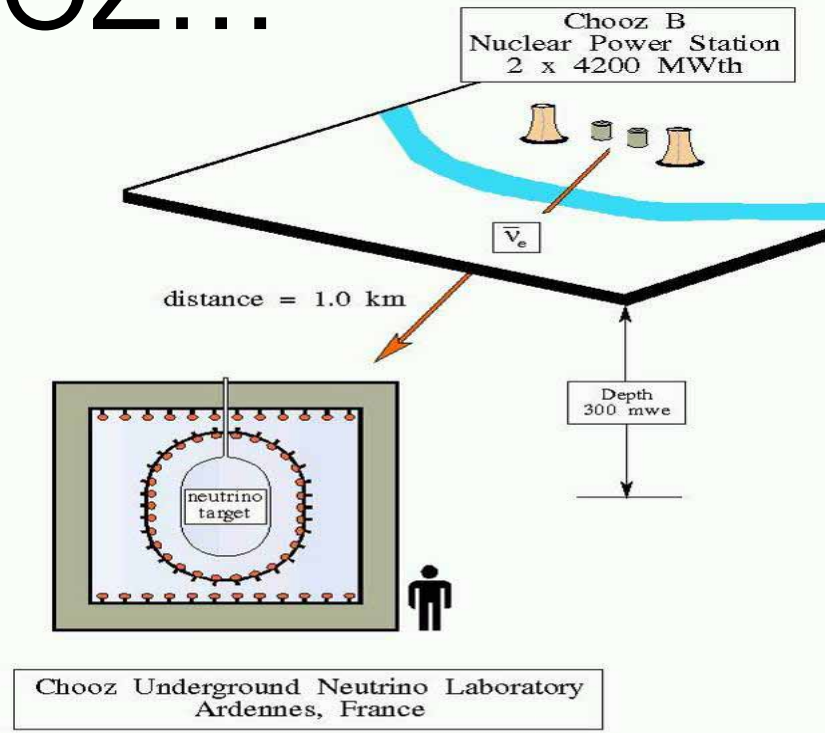 OZ...
Chooz B
Nuclear Power Station
2 x 4200 MWth
ν̅e
distance = 1.0 km
Depth
300 mwe
neutrino
target
Chooz Underground Neutrino Laboratory
Ardennes, France